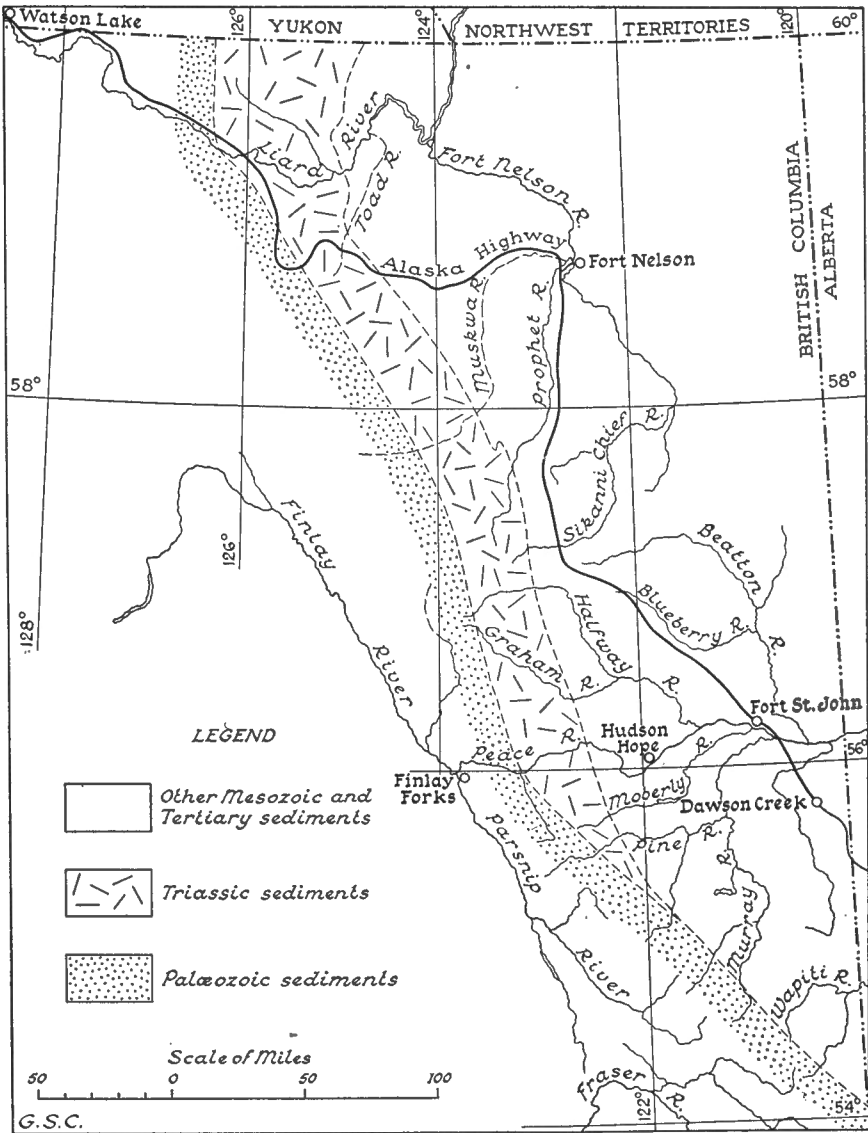 Watson Lake
126°
YUKON
124°
NORTHWEST TERRITORIES
120°
60°
Liard River
Toad R.
Fort Nelson R.
BRITISH COLUMBIA
ALBERTA
Alaska Highway
Fort Nelson
Muskwa R.
Prophet R.
58°
58°
Sikanni Chief R.
Finlay River
126°
128°
Beatton R.
Blueberry R.
Halfway R.
Graham R.
Fort St. John
Hudson Hope
56°
Peace R.
Finlay Forks
Moberly R.
Dawson Creek
Pine R.
Parsnip River
Murray R.
Wapiti R.
Fraser R.
122°
54°
LEGEND
Other Mesozoic and
Tertiary sediments
Triassic sediments
Palæozoic sediments
Scale of Miles
50 0 50 100
G.S.C.